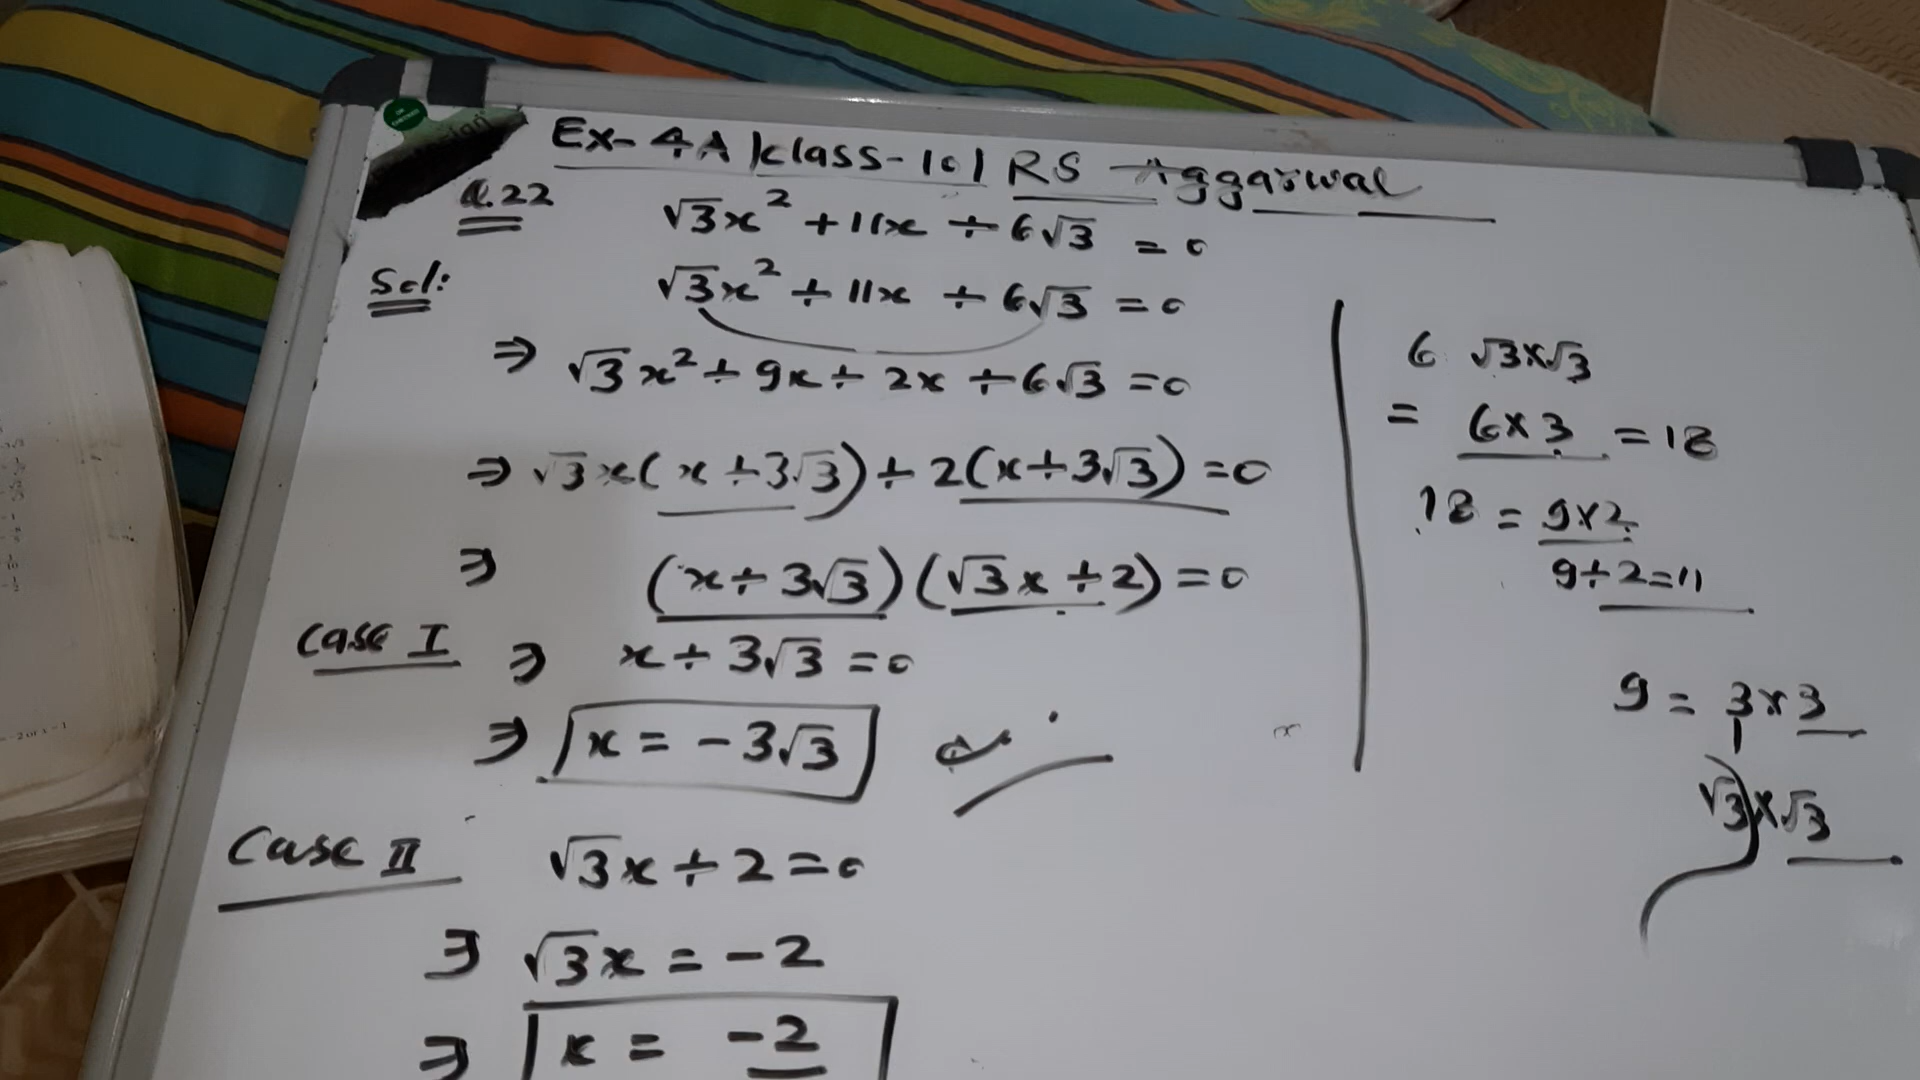 Ex-4A|class-10|RS Aggarwal
Q.22 √3x² + 11x + 6√3 = 0
Sol: √3x² + 11x + 6√3 = 0
⇒ √3x² + 9x + 2x + 6√3 = 0
⇒ √3x(x + 3√3) + 2(x + 3√3) = 0
⇒ (x + 3√3)(√3x + 2) = 0
Case I ⇒ x + 3√3 = 0
⇒ x = -3√3
Case II √3x + 2 = 0
⇒ √3x = -2
⇒ x = -2
6 √3×√3
= 6×3 = 18
18 = 9×2
9+2=11
9 = 3×3
√3×√3